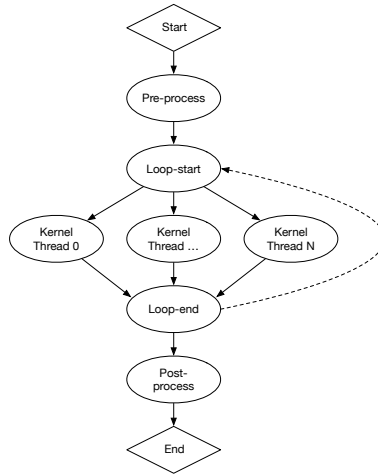 Start
Pre-process
Loop-start
Kernel
Thread 0
Kernel
Thread ...
Kernel
Thread N
Loop-end
Post-
process
End